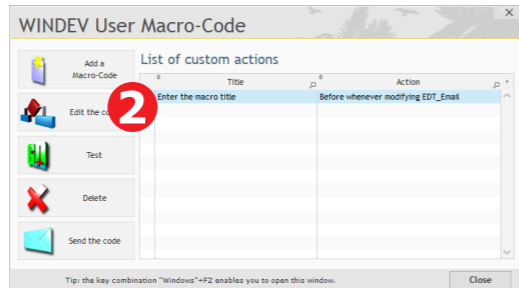 WINDEV User Macro-Code
Add a
Macro-Code
List of custom actions
Title
Action
Enter the macro title
Before whenever modifying EDT_Email
Edit the
2
Test
Delete
Send the code
Tip: the key combination "Windows"+F2 enables you to open this window.
Close